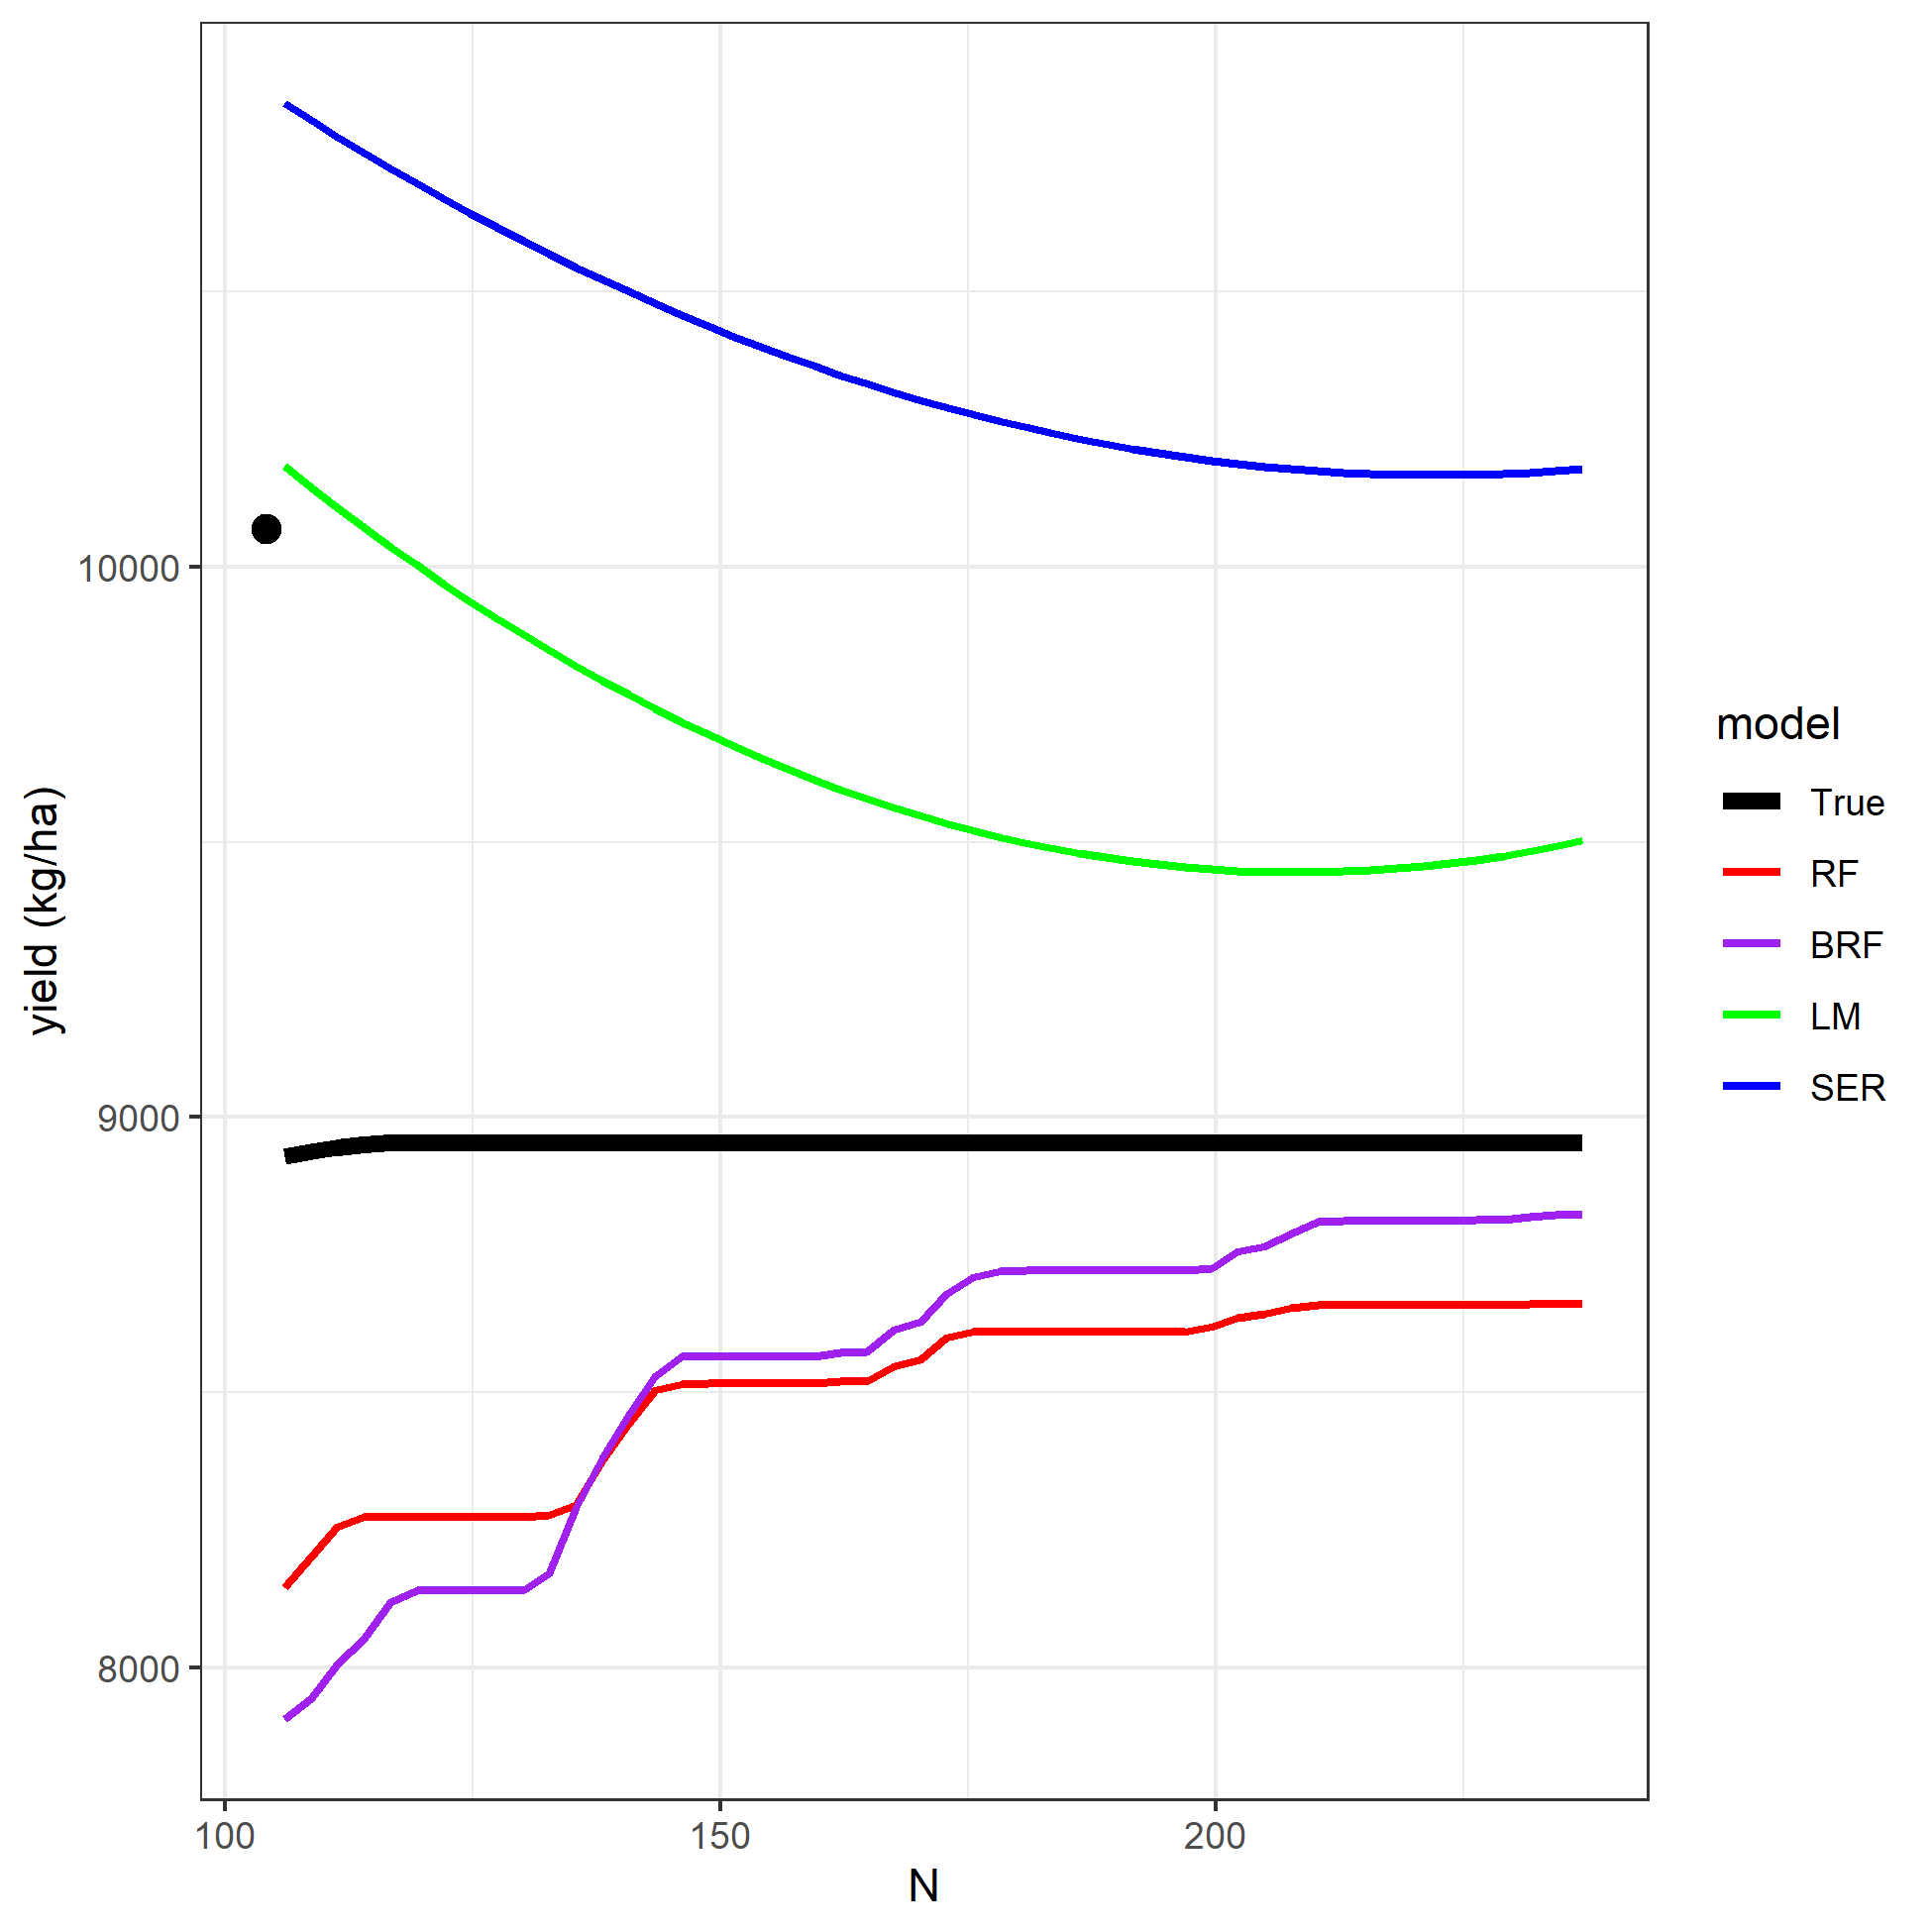 yield (kg/ha)
10000
9000
8000
100
150
200
N
model
True
RF
BRF
LM
SER